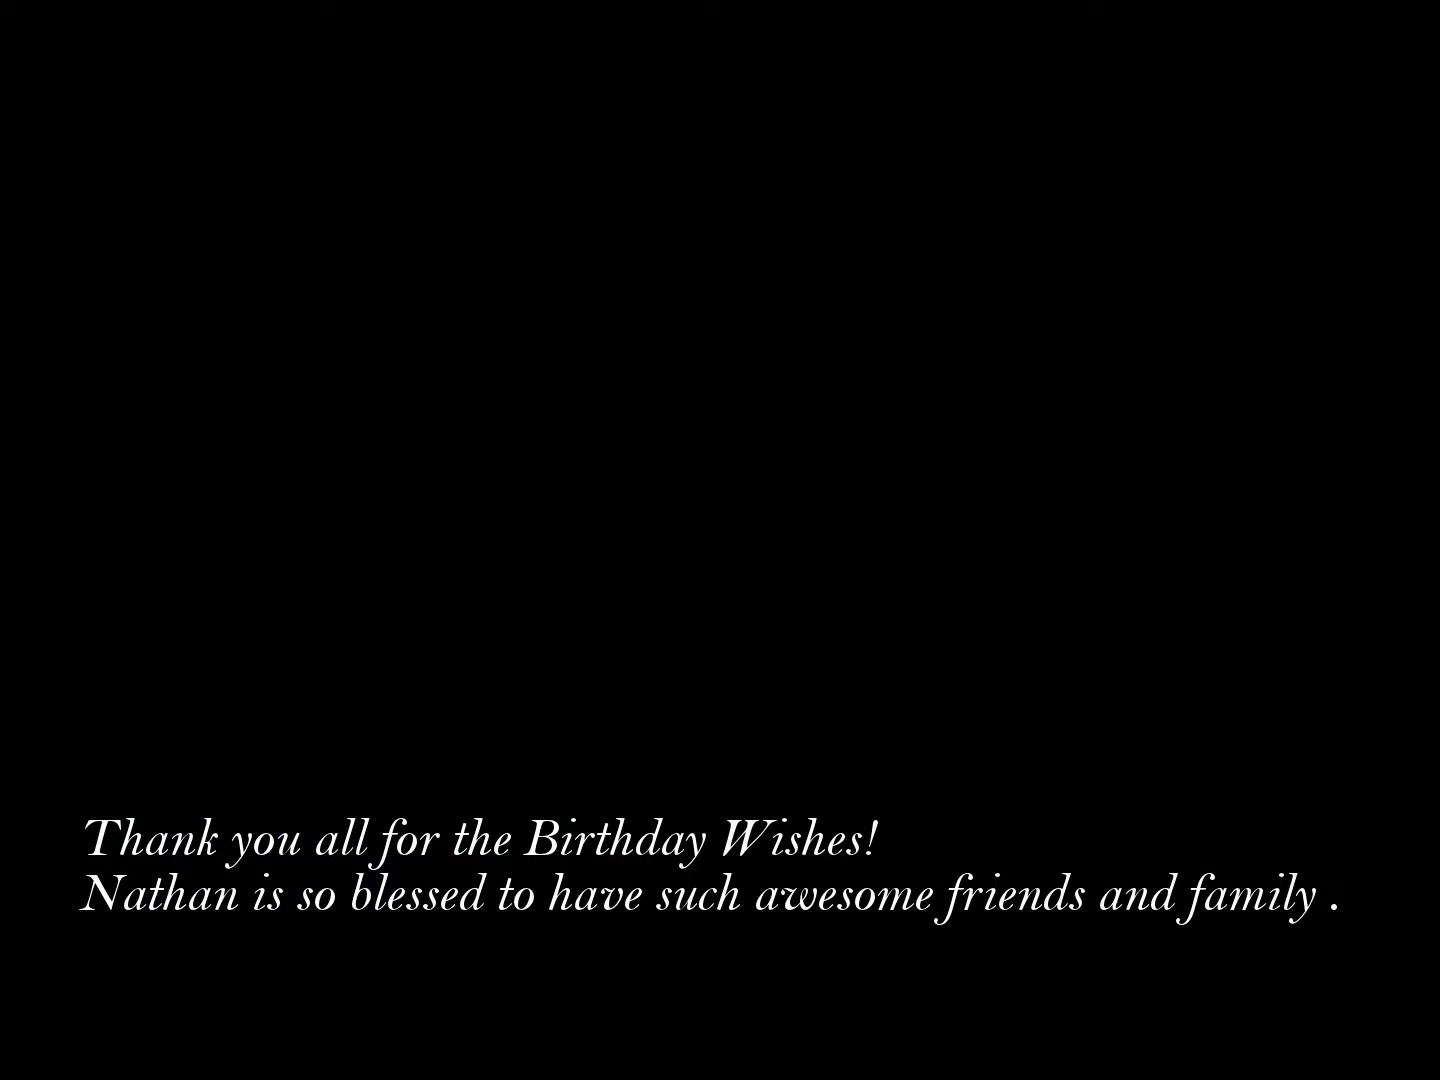 Thank you all for the Birthday Wishes!
Nathan is so blessed to have such awesome friends and family .